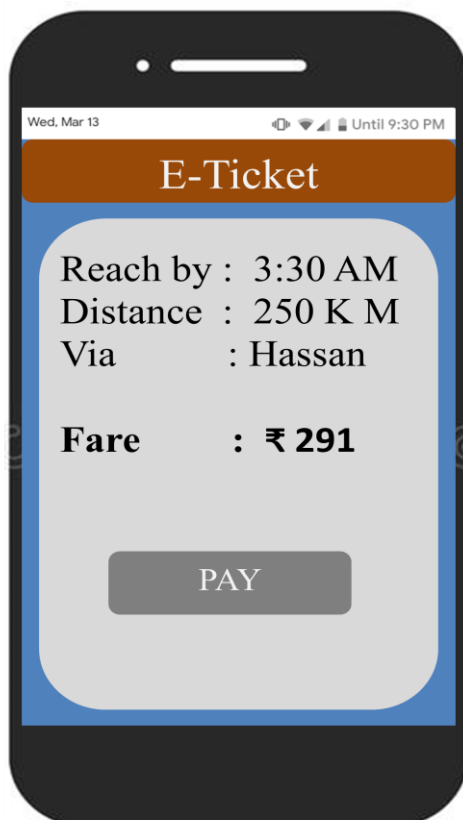 Wed, Mar 13 Until 9:30 PM
E-Ticket
Reach by : 3:30 AM
Distance : 250 K M
Via : Hassan
Fare : ₹ 291
PAY